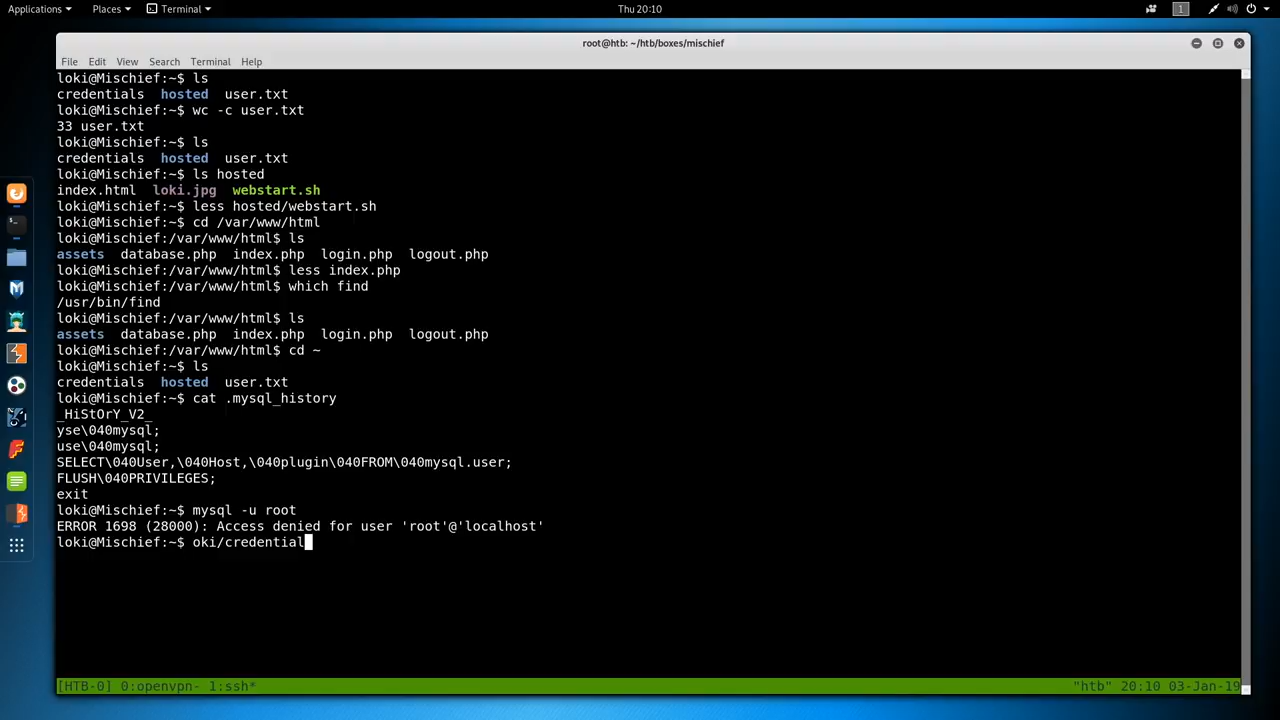 Applications Places Terminal Thu 20:10 1
root@htb: ~/htb/boxes/mischief
File Edit View Search Terminal Help
loki@Mischief:~$ ls
credentials hosted user.txt
loki@Mischief:~$ wc -c user.txt
33 user.txt
loki@Mischief:~$ ls
credentials hosted user.txt
loki@Mischief:~$ ls hosted
index.html loki.jpg webstart.sh
loki@Mischief:~$ less hosted/webstart.sh
loki@Mischief:~$ cd /var/www/html
loki@Mischief:/var/www/html$ ls
assets database.php index.php login.php logout.php
loki@Mischief:/var/www/html$ less index.php
loki@Mischief:/var/www/html$ which find
/usr/bin/find
loki@Mischief:/var/www/html$ ls
assets database.php index.php login.php logout.php
loki@Mischief:/var/www/html$ cd ~
loki@Mischief:~$ ls
credentials hosted user.txt
loki@Mischief:~$ cat .mysql_history
_HiStOrY_V2_
yse\040mysql;
use\040mysql;
SELECT\040User,\040Host,\040plugin\040FROM\040mysql.user;
FLUSH\040PRIVILEGES;
exit
loki@Mischief:~$ mysql -u root
ERROR 1698 (28000): Access denied for user 'root'@'localhost'
loki@Mischief:~$ oki/credential
[HTB-0] 0:openvpn- 1:ssh* "htb" 20:10 03-Jan-19